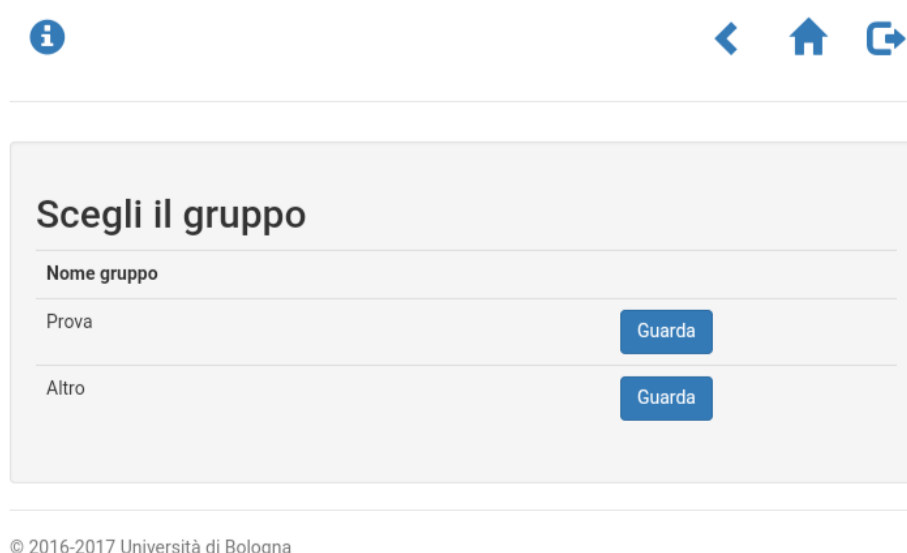 Scegli il gruppo
Nome gruppo
Prova Guarda
Altro Guarda
© 2016-2017 Università di Bologna